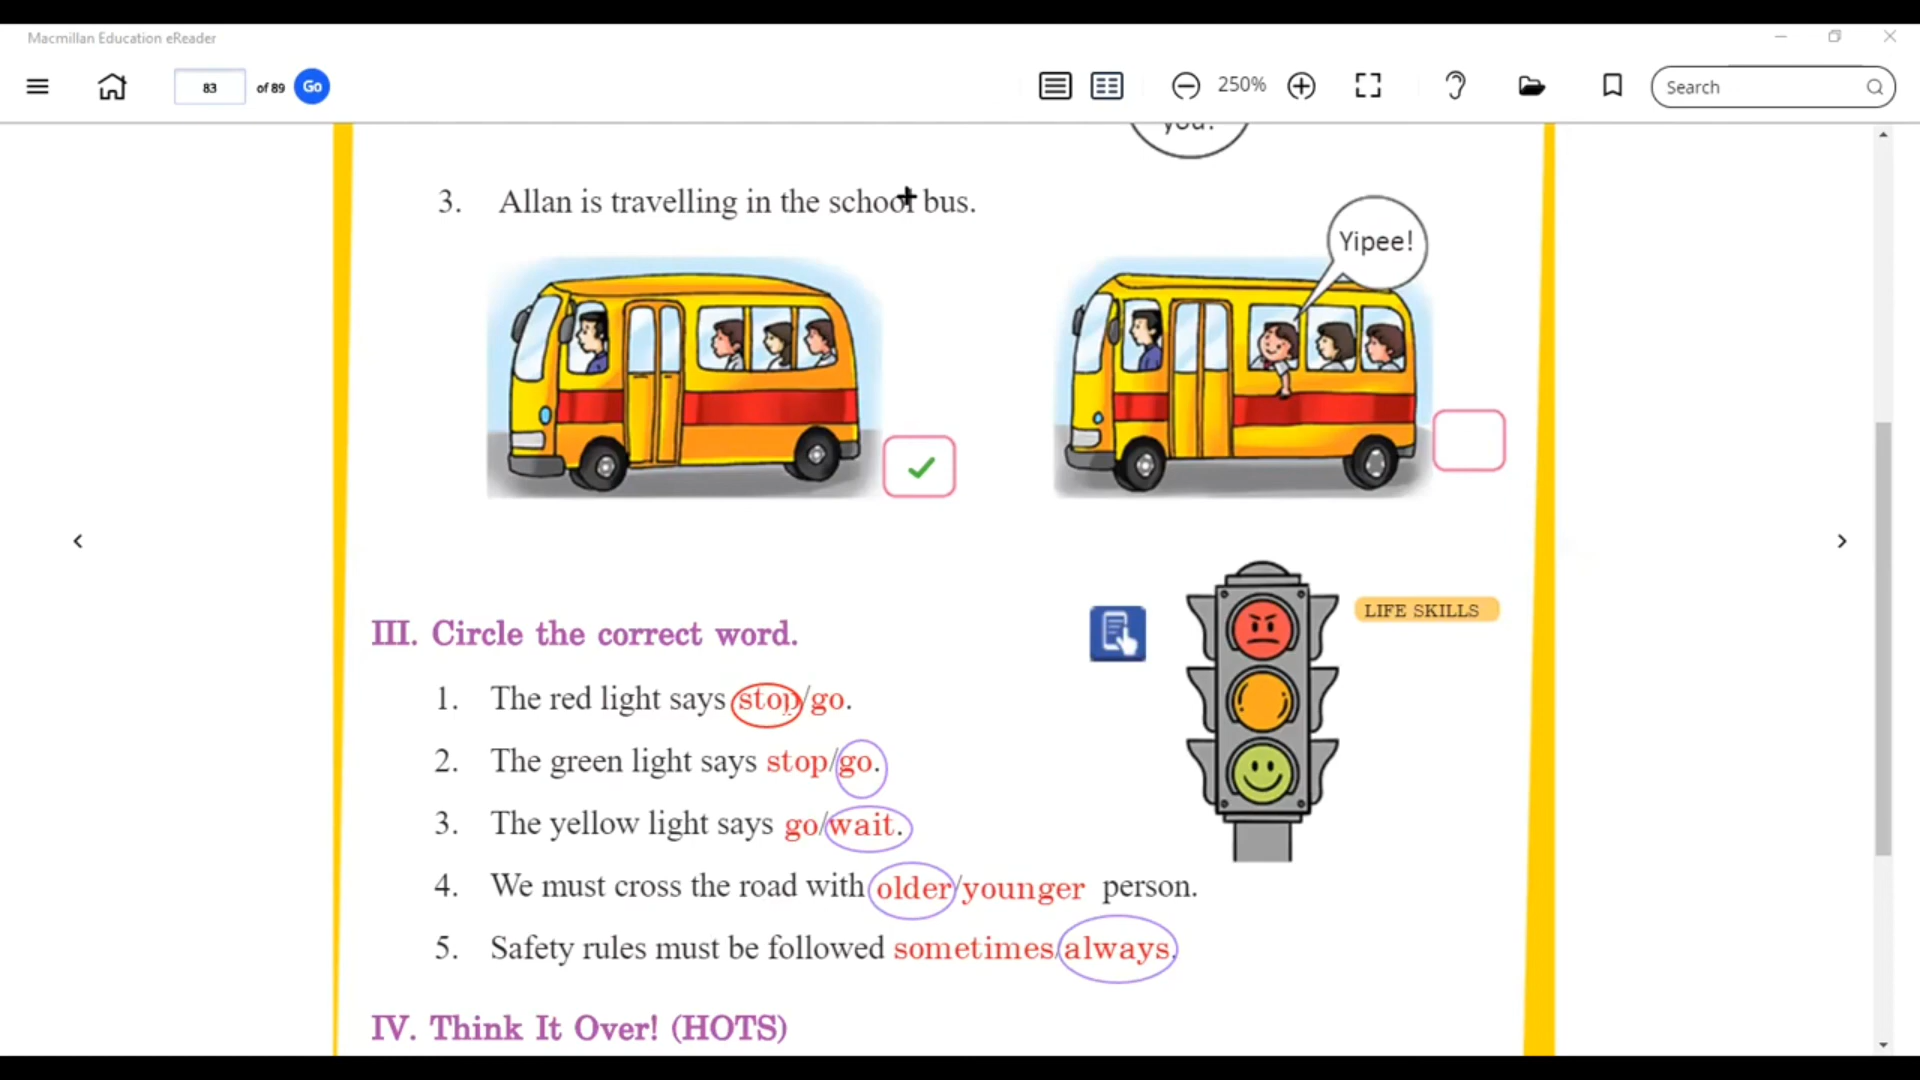 Macmillan Education eReader
83 of 89 Go 250% Search
you?
3. Allan is travelling in the school bus.
Yipee!
LIFE SKILLS
III. Circle the correct word.
1. The red light says stop/go.
2. The green light says stop/go.
3. The yellow light says go/wait.
4. We must cross the road with older/younger person.
5. Safety rules must be followed sometimes/always.
IV. Think It Over! (HOTS)